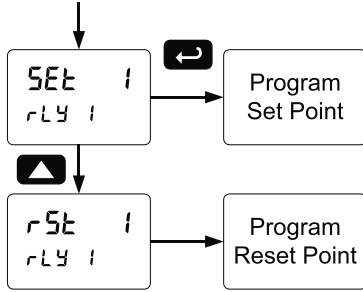 SEt 1
rLY 1
Program
Set Point
rSt 1
rLY 1
Program
Reset Point